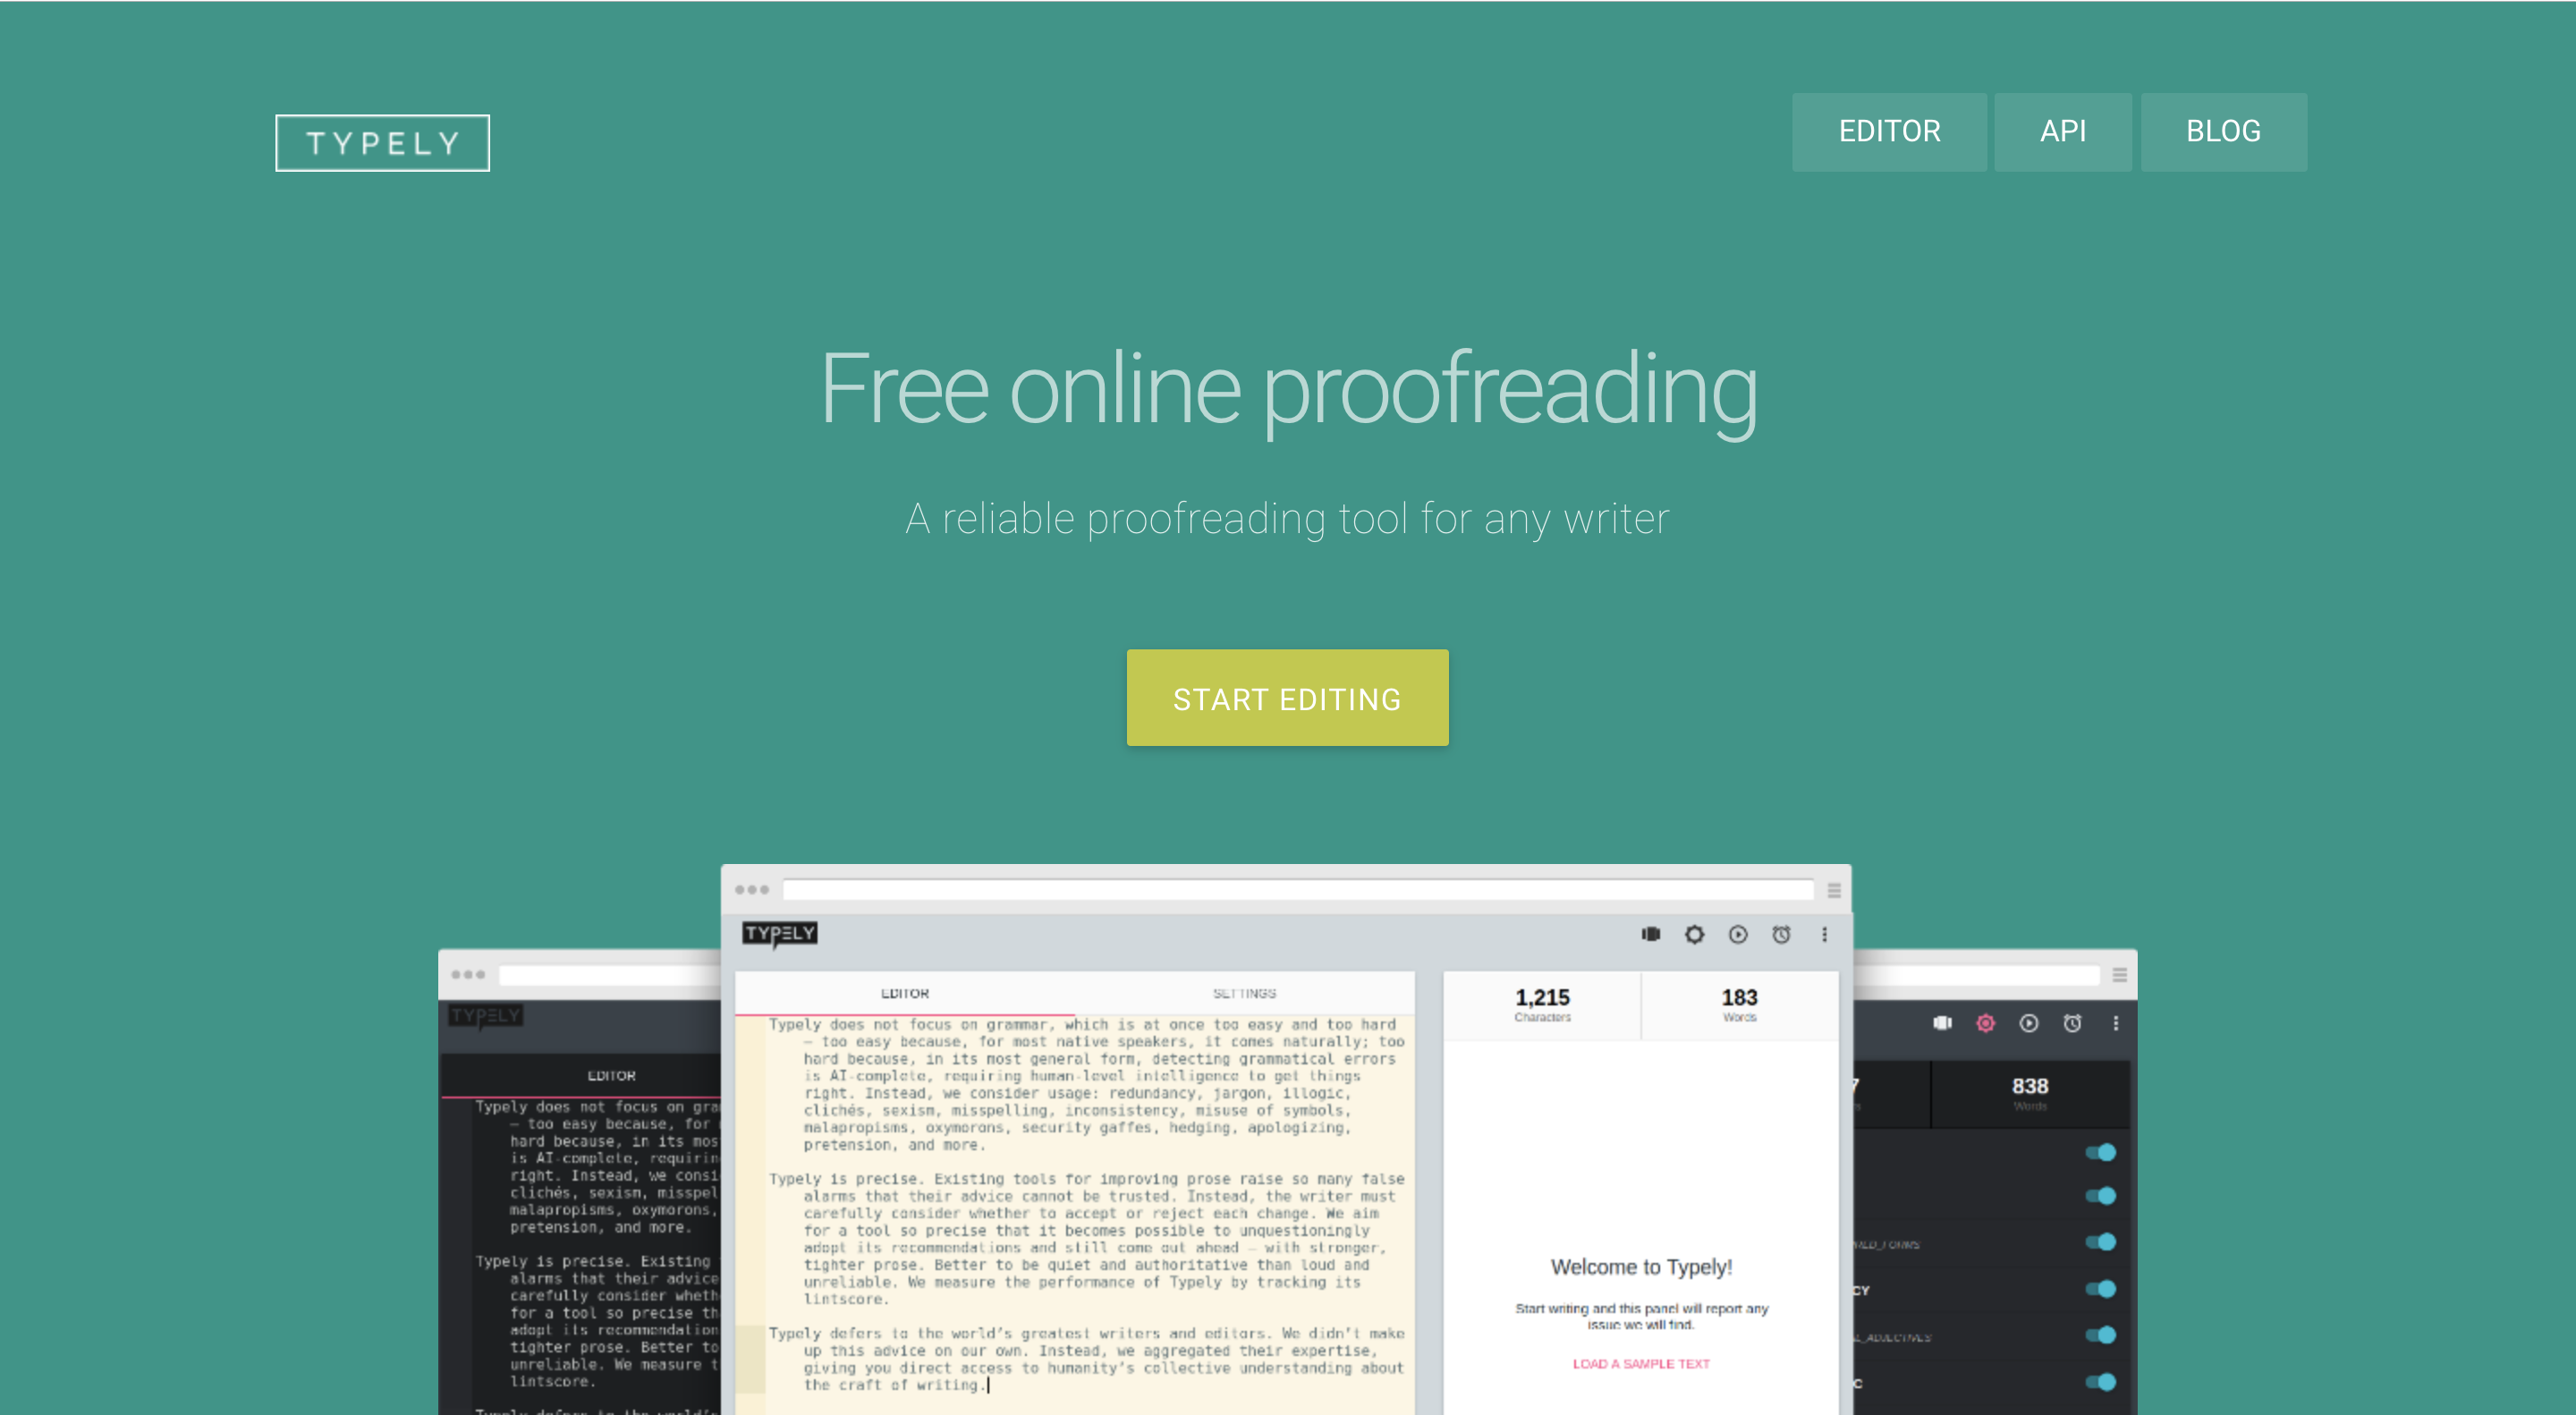 TYPELY
EDITOR
API
BLOG
Free online proofreading
A reliable proofreading tool for any writer
START EDITING
TYPELY
EDITOR
SETTINGS
Typely does not focus on grammar, which is at once too easy and too hard
— too easy because, for most native speakers, it comes naturally; too
hard because, in its most general form, detecting grammatical errors
is AI-complete, requiring human-level intelligence to get things
right. Instead, we consider usage: redundancy, jargon, illogic,
clichés, sexism, misspelling, inconsistency, misuse of symbols,
malapropisms, oxymorons, security gaffes, hedging, apologizing,
pretension, and more.
Typely is precise. Existing tools for improving prose raise so many false
alarms that their advice cannot be trusted. Instead, the writer must
carefully consider whether to accept or reject each change. We aim
for a tool so precise that it becomes possible to unquestioningly
adopt its recommendations and still come out ahead — with stronger,
tighter prose. Better to be quiet and authoritative than loud and
unreliable. We measure the performance of Typely by tracking its
lintscore.
Typely defers to the world's greatest writers and editors. We didn't make
up this advice on our own. Instead, we aggregated their expertise,
giving you direct access to humanity's collective understanding about
the craft of writing.
1,215
Characters
183
Words
Welcome to Typely!
Start writing and this panel will report any
issue we will find.
LOAD A SAMPLE TEXT
TYPELY
EDITOR
Typely does not focus on gra
— too easy because, for
hard because, in its mos
is AI-complete, requirin
right. Instead, we consi
clichés, sexism, misspel
malapropisms, oxymorons,
pretension, and more.
Typely is precise. Existing
alarms that their advice
carefully consider wheth
for a tool so precise th
adopt its recommendation
tighter prose. Better to
unreliable. We measure t
lintscore.
838
Words
RED_FORMS
CY
L_ADJECTIVES
C